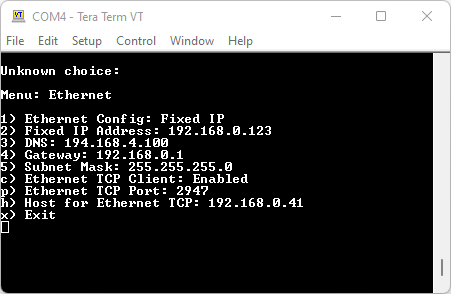 COM4 - Tera Term VT
File Edit Setup Control Window Help
Unknown choice:
Menu: Ethernet
1) Ethernet Config: Fixed IP
2) Fixed IP Address: 192.168.0.123
3) DNS: 194.168.4.100
4) Gateway: 192.168.0.1
5) Subnet Mask: 255.255.255.0
c) Ethernet TCP Client: Enabled
p) Ethernet TCP Port: 2947
h) Host for Ethernet TCP: 192.168.0.41
x) Exit